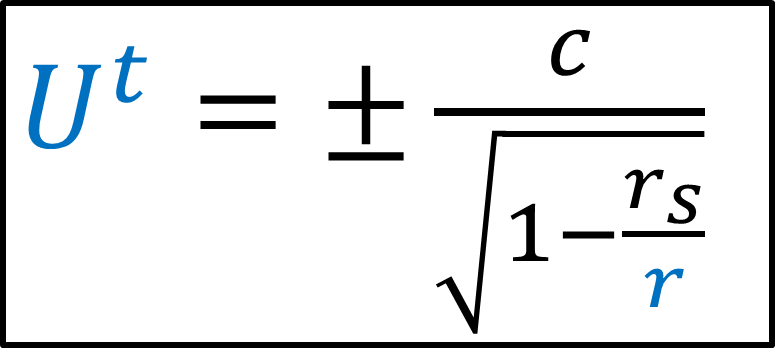 U^t = ± c / √(1 − r_s / r)